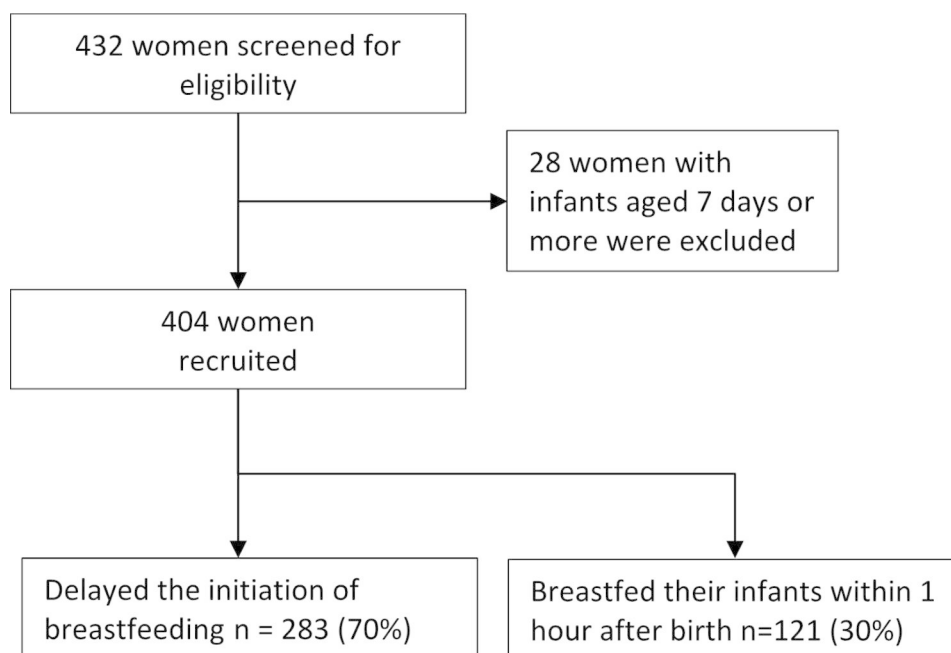 432 women screened for
eligibility
28 women with
infants aged 7 days or
more were excluded
404 women
recruited
Delayed the initiation of
breastfeeding n = 283 (70%)
Breastfed their infants within 1
hour after birth n=121 (30%)